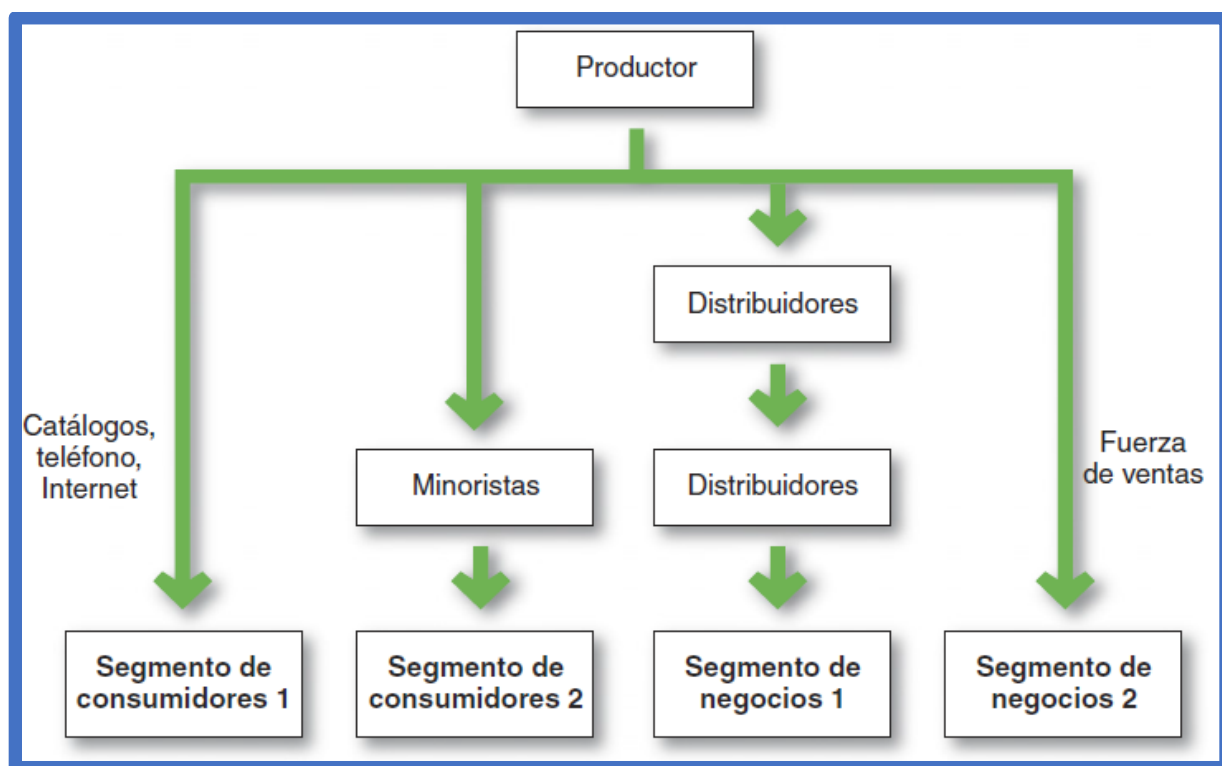 Productor
Distribuidores
Catálogos,
teléfono,
Internet
Minoristas
Distribuidores
Fuerza
de ventas
Segmento de
consumidores 1
Segmento de
consumidores 2
Segmento de
negocios 1
Segmento de
negocios 2